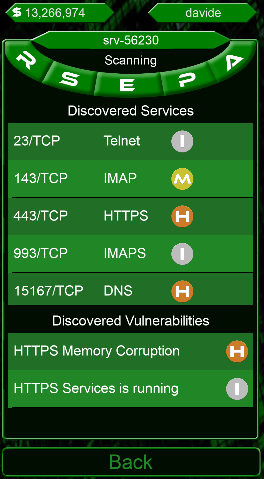 $ 13,266,974
davide
srv-56230
R S E P A
Scanning
Discovered Services
23/TCP Telnet I
143/TCP IMAP M
443/TCP HTTPS H
993/TCP IMAPS I
15167/TCP DNS H
Discovered Vulnerabilities
HTTPS Memory Corruption H
HTTPS Services is running I
Back